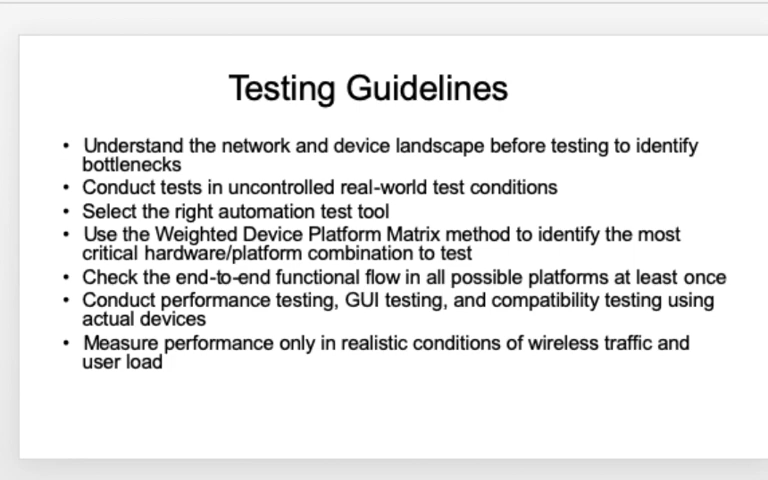 Testing Guidelines
• Understand the network and device landscape before testing to identify
bottlenecks
• Conduct tests in uncontrolled real-world test conditions
• Select the right automation test tool
• Use the Weighted Device Platform Matrix method to identify the most
critical hardware/platform combination to test
• Check the end-to-end functional flow in all possible platforms at least once
• Conduct performance testing, GUI testing, and compatibility testing using
actual devices
• Measure performance only in realistic conditions of wireless traffic and
user load